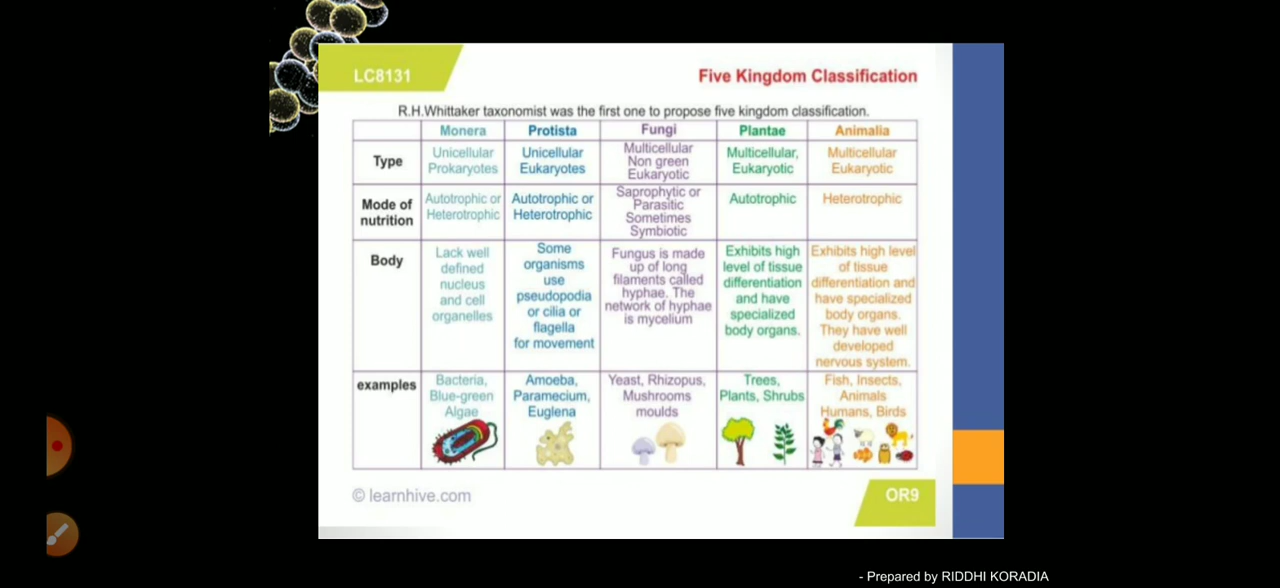 LC8131
Five Kingdom Classification
R.H.Whittaker taxonomist was the first one to propose five kingdom classification.
Monera
Protista
Fungi
Plantae
Animalia
Type
Unicellular
Prokaryotes
Unicellular
Eukaryotes
Multicellular
Non green
Eukaryotic
Multicellular,
Eukaryotic
Multicellular
Eukaryotic
Mode of
nutrition
Autotrophic or
Heterotrophic
Autotrophic or
Heterotrophic
Saprophytic or
Parasitic
Sometimes
Symbiotic
Autotrophic
Heterotrophic
Body
Lack well
defined
nucleus
and cell
organelles
Some
organisms
use
pseudopodia
or cilia or
flagella
for movement
Fungus is made
up of long
filaments called
hyphae. The
network of hyphae
is mycelium
Exhibits high
level of tissue
differentiation
and have
specialized
body organs.
Exhibits high level
of tissue
differentiation and
have specialized
body organs.
They have well
developed
nervous system.
examples
Bacteria,
Blue-green
Algae
Amoeba,
Paramecium,
Euglena
Yeast, Rhizopus,
Mushrooms
moulds
Trees,
Plants, Shrubs
Fish, Insects,
Animals
Humans, Birds
© learnhive.com
OR9
- Prepared by RIDDHI KORADIA